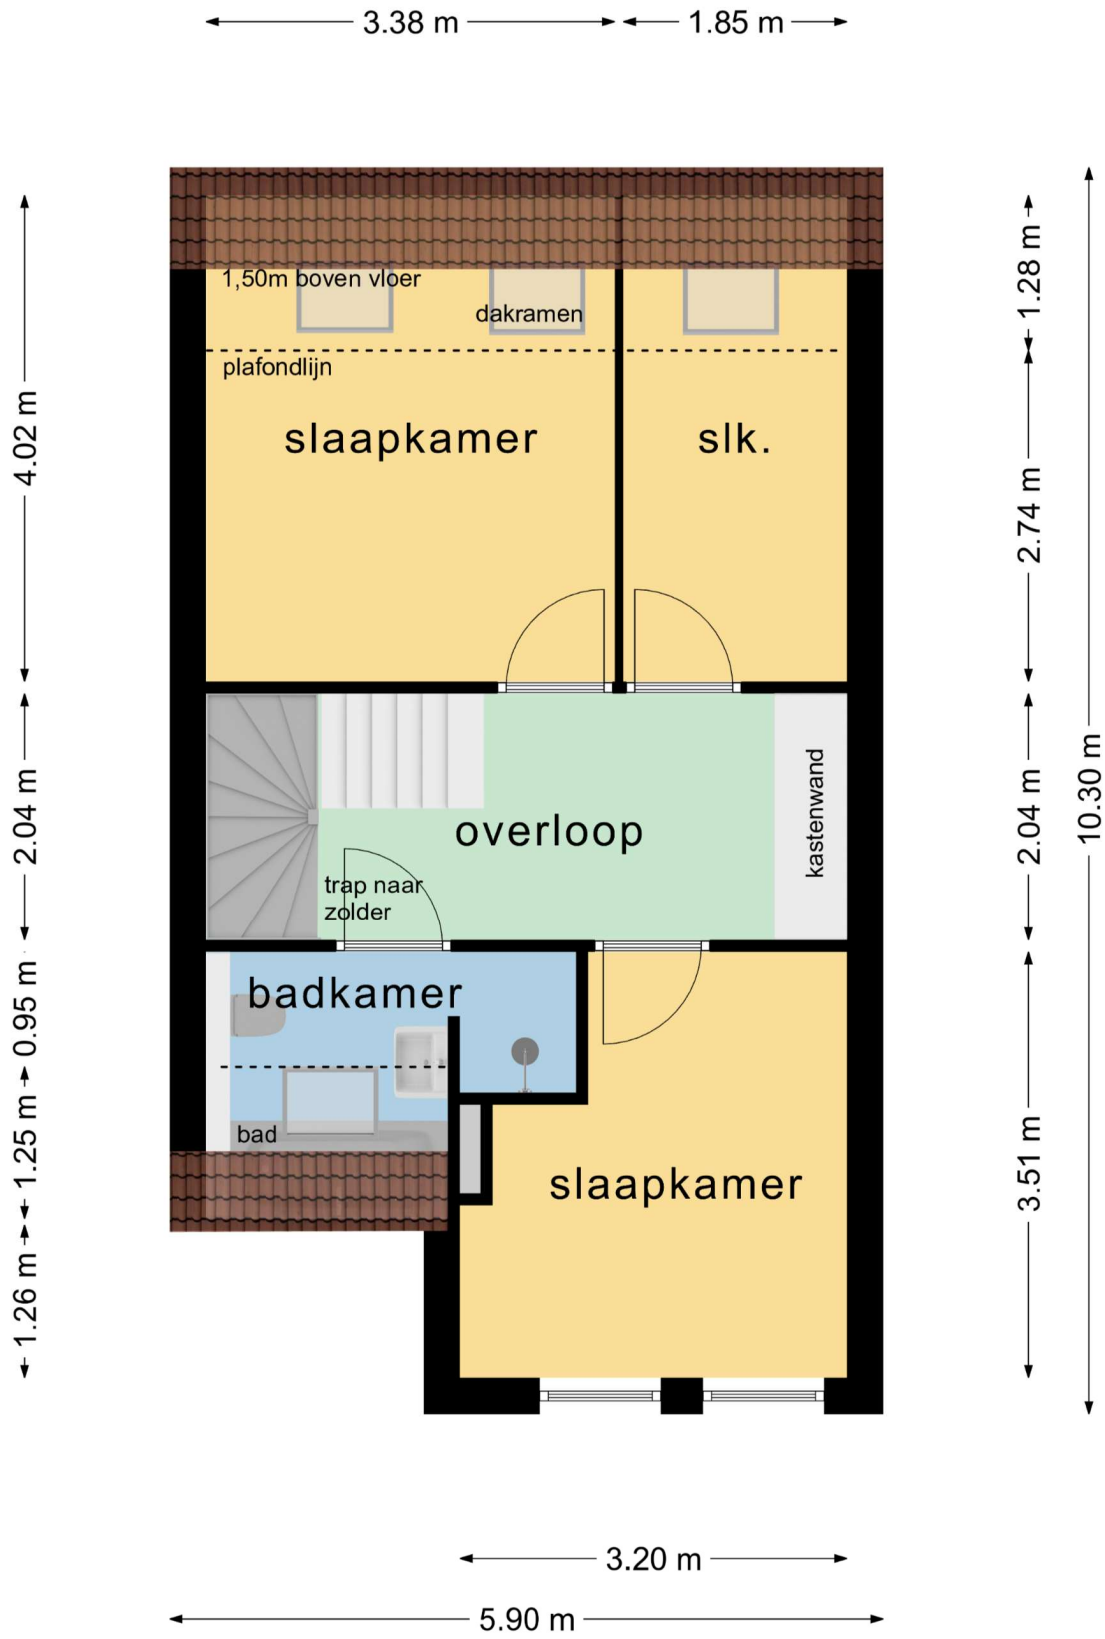 3.38 m
1.85 m
1,50m boven vloer
dakramen
plafondlijn
slaapkamer
slk.
4.02 m
1.28 m
2.74 m
10.30 m
2.04 m
overloop
kastenwand
2.04 m
trap naar
zolder
badkamer
0.95 m
1.25 m
bad
slaapkamer
3.51 m
1.26 m
3.20 m
5.90 m